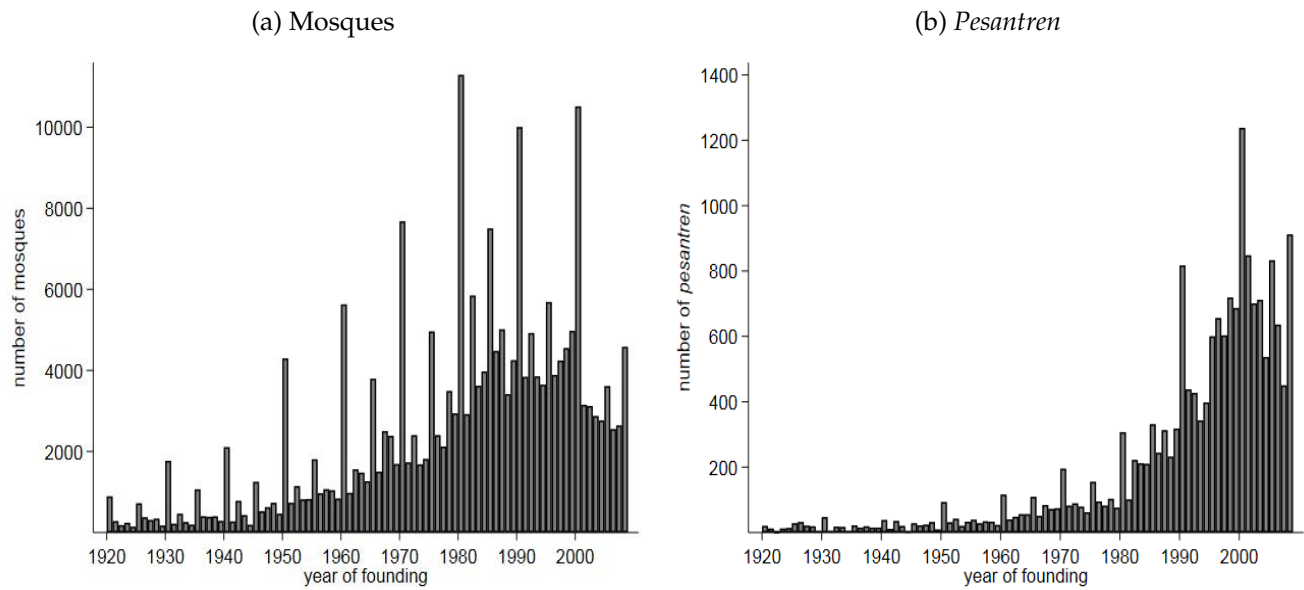 (a) Mosques
number of mosques
10000
8000
6000
4000
2000
1920 1930 1940 1950 1960 1970 1980 1990 2000
year of founding
(b) Pesantren
number of pesantren
1400
1200
1000
800
600
400
200
1920 1930 1940 1950 1960 1970 1980 1990 2000
year of founding